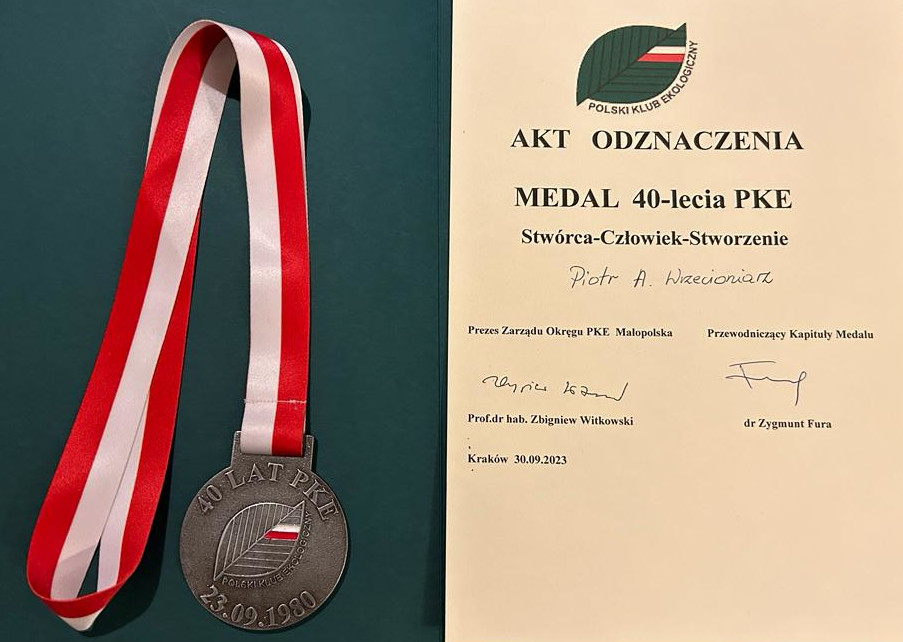 40 LAT PKE
POLSKI KLUB EKOLOGICZNY
23.09.1980
POLSKI KLUB EKOLOGICZNY
AKT ODZNACZENIA
MEDAL 40-lecia PKE
Stwórca-Człowiek-Stworzenie
Piotr A. Wrzecioniarz
Prezes Zarządu Okręgu PKE Małopolska
Przewodniczący Kapituły Medalu
Prof.dr hab. Zbigniew Witkowski
dr Zygmunt Fura
Kraków 30.09.2023